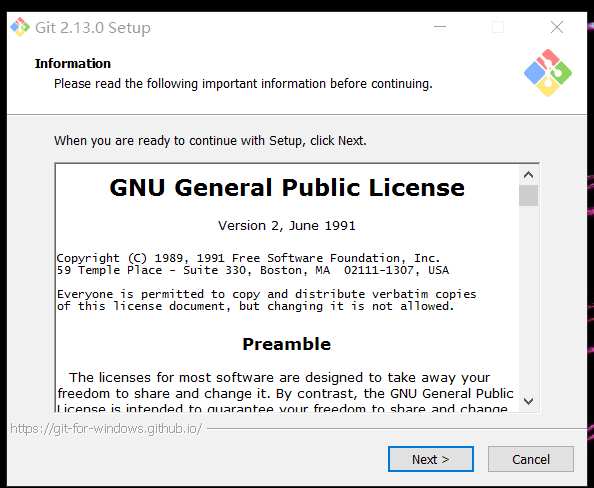 Git 2.13.0 Setup
Information
Please read the following important information before continuing.
When you are ready to continue with Setup, click Next.
GNU General Public License
Version 2, June 1991
Copyright (C) 1989, 1991 Free Software Foundation, Inc.
59 Temple Place - Suite 330, Boston, MA  02111-1307, USA
Everyone is permitted to copy and distribute verbatim copies
of this license document, but changing it is not allowed.
Preamble
The licenses for most software are designed to take away your
freedom to share and change it. By contrast, the GNU General Public
License is intended to guarantee your freedom to share and change
https://git-for-windows.github.io/
Next >
Cancel